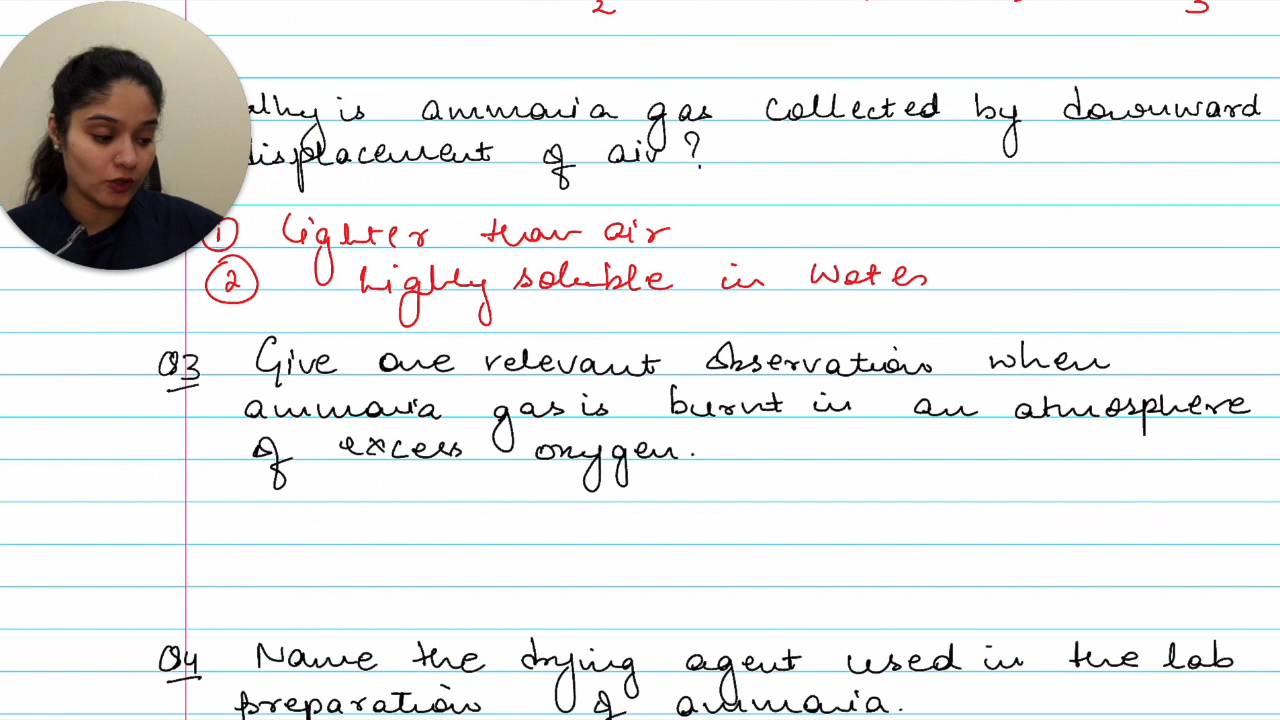 2 3
Why is ammonia gas collected by downward
displacement of air ?
① lighter than air
② highly soluble in water
Q3 Give one relevant observation when
ammonia gas is burnt in an atmosphere
of excess oxygen.
Q4 Name the drying agent used in the lab
preparation of ammonia.